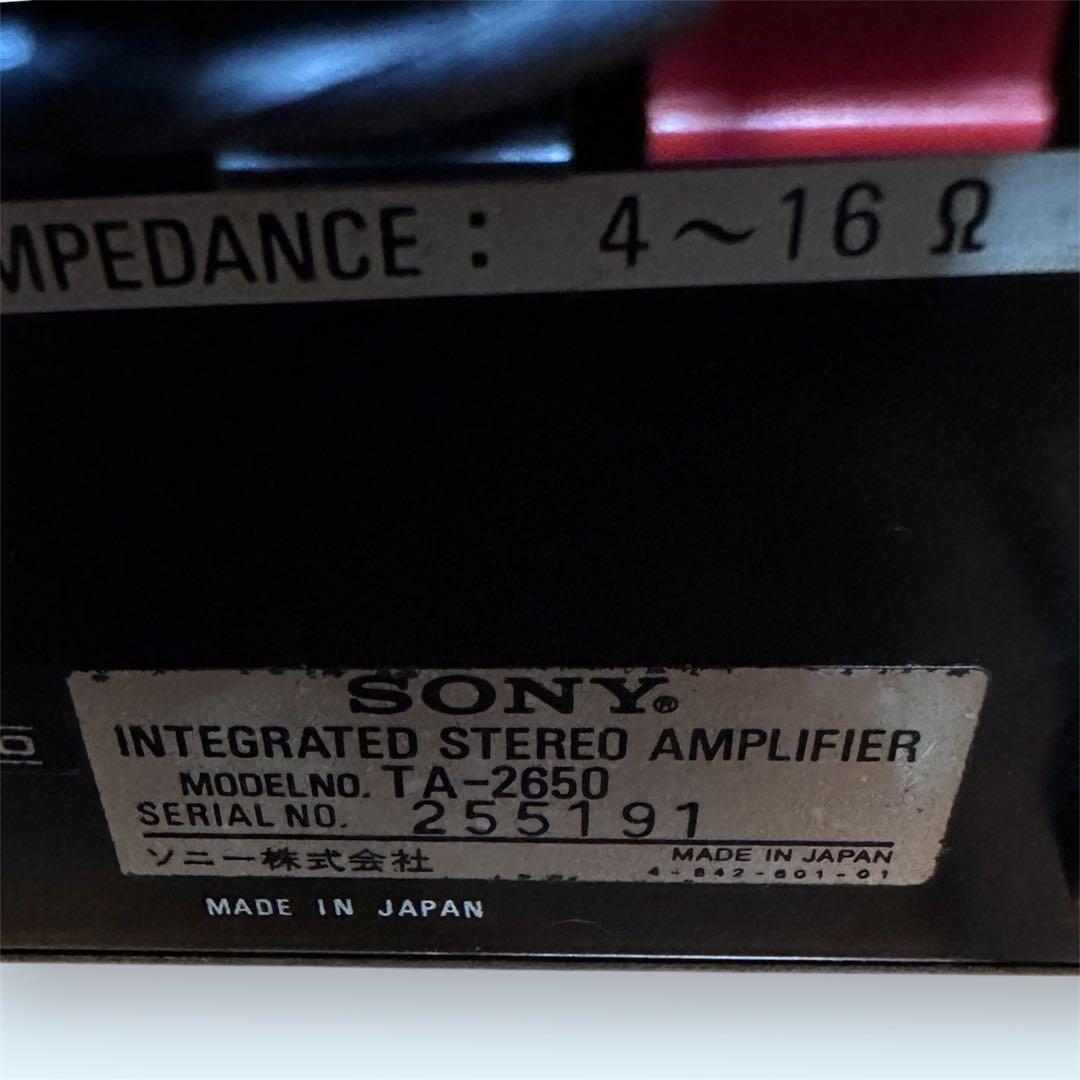 MPEDANCE : 4～16 Ω
SONY®
INTEGRATED STEREO AMPLIFIER
MODEL NO. TA-2650
SERIAL NO. 255191
ソニー株式会社 MADE IN JAPAN
4-842-601-01
MADE IN JAPAN